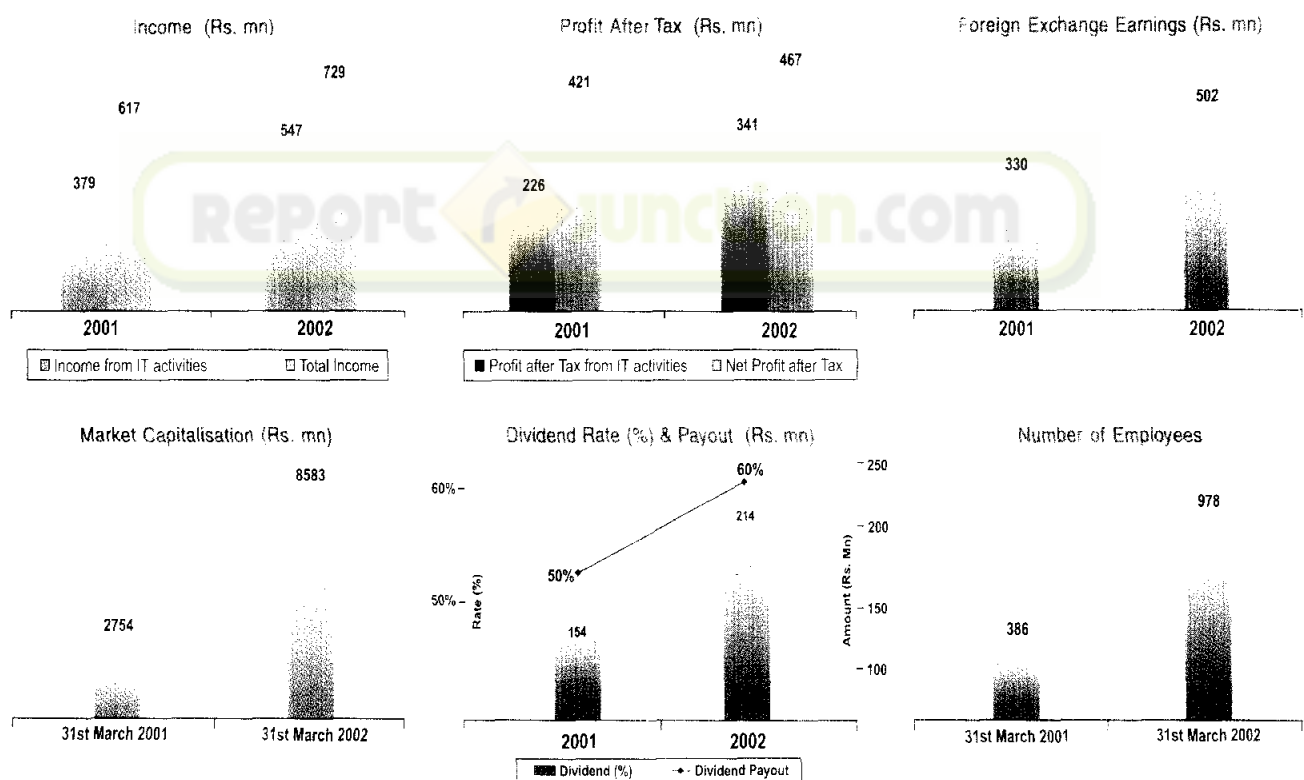 Income (Rs. mn)
729
617
547
379
2001 2002
Income from IT activities Total Income
Profit After Tax (Rs. mn)
467
421
341
226
2001 2002
Profit after Tax from IT activities Net Profit after Tax
Foreign Exchange Earnings (Rs. mn)
502
330
2001 2002
RePORT JUNCTION.com
Market Capitalisation (Rs. mn)
8583
2754
31st March 2001 31st March 2002
Dividend Rate (%) & Payout (Rs. mn)
60%
60%
214
50%
50%
154
Rate (%)
250
200
150
100
Amount (Rs. Mn)
2001 2002
Dividend (%) Dividend Payout
Number of Employees
978
386
31st March 2001 31st March 2002